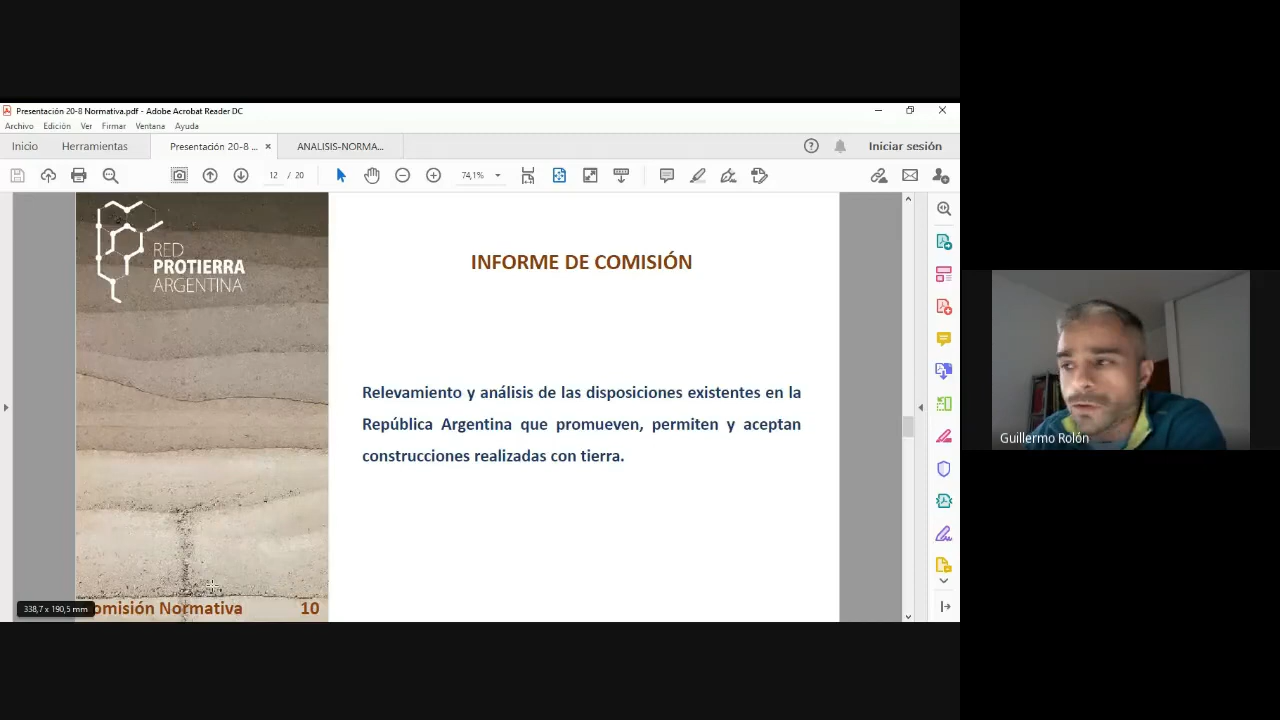 Presentación 20-8 Normativa.pdf - Adobe Acrobat Reader DC
Archivo Edición Ver Firmar Ventana Ayuda
Inicio Herramientas Presentación 20-8 ... × ANALISIS-NORMA... Iniciar sesión
12 / 20 74,1%
RED
PROTIERRA
ARGENTINA
INFORME DE COMISIÓN
Relevamiento y análisis de las disposiciones existentes en la
República Argentina que promueven, permiten y aceptan
construcciones realizadas con tierra.
Guillermo Rolón
omisión Normativa 10
338,7 x 190,5 mm